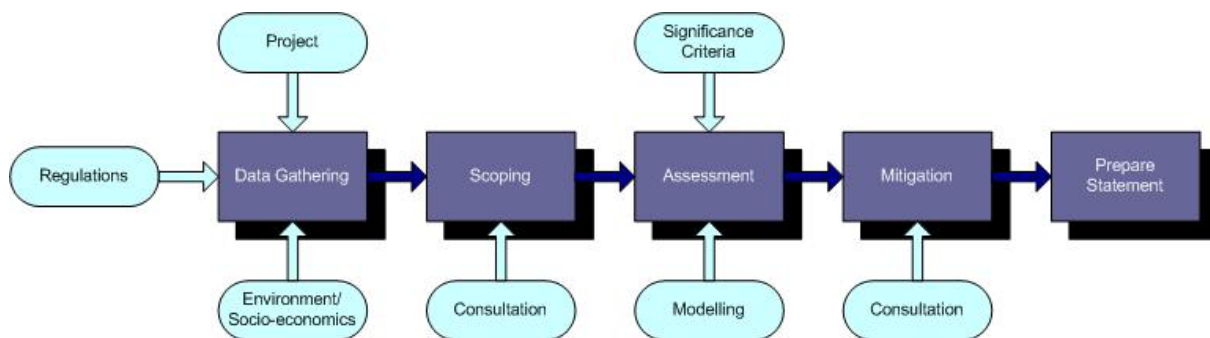 Project
Significance
Criteria
Regulations
Data Gathering
Scoping
Assessment
Mitigation
Prepare
Statement
Environment/
Socio-economics
Consultation
Modelling
Consultation